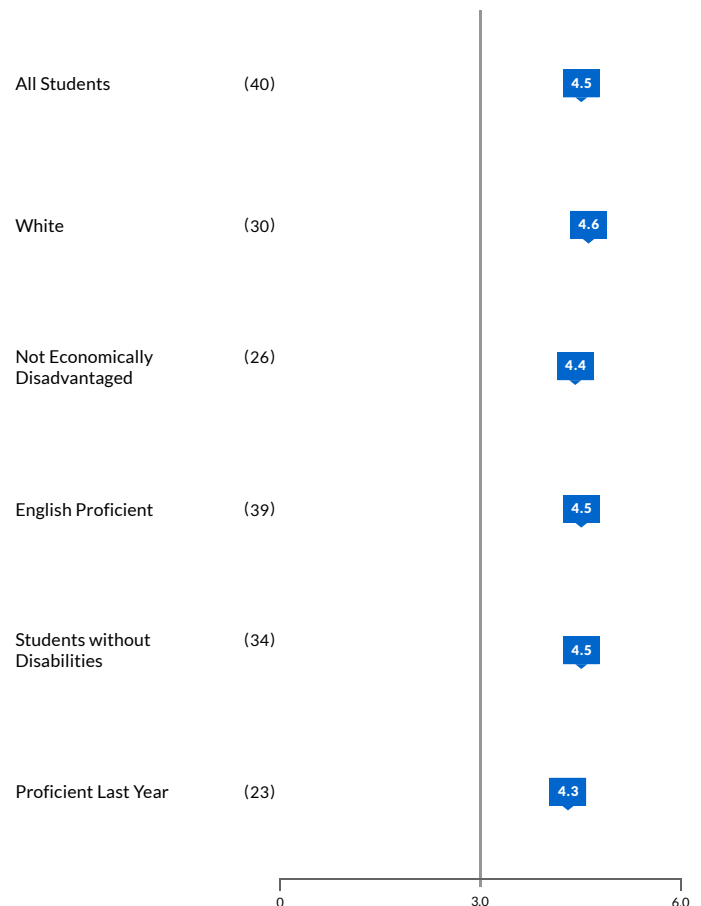 All Students (40) 4.5
White (30) 4.6
Not Economically (26)
Disadvantaged 4.4
English Proficient (39) 4.5
Students without (34)
Disabilities 4.5
Proficient Last Year (23) 4.3
0 3.0 6.0